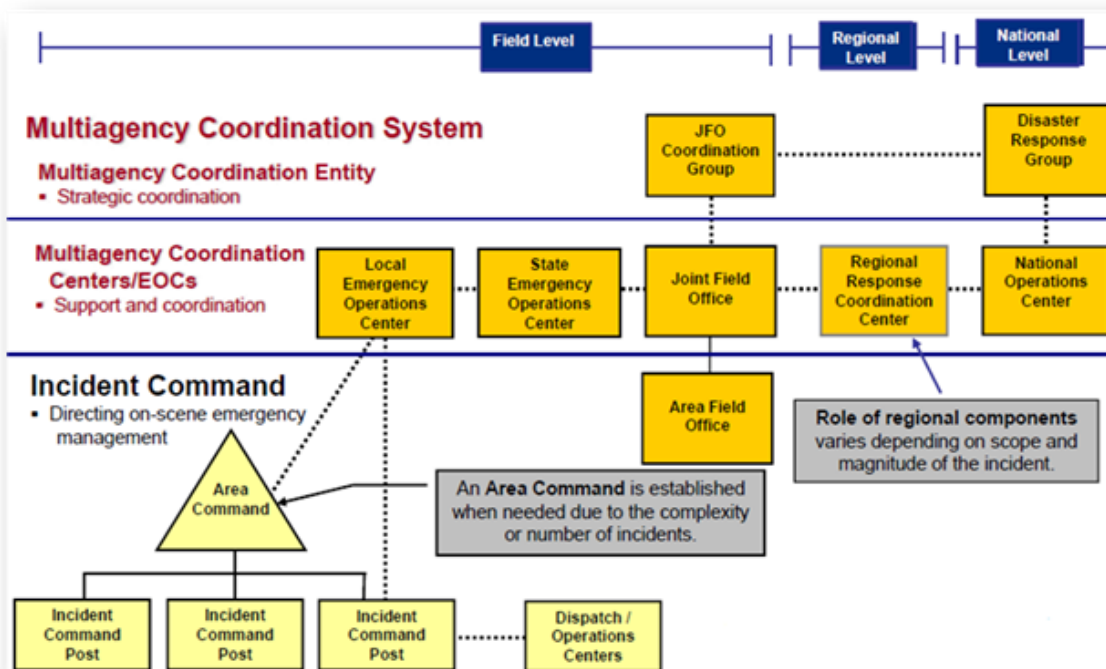 Field Level
Regional
Level
National
Level
Multiagency Coordination System
Multiagency Coordination Entity
▪ Strategic coordination
JFO
Coordination
Group
Disaster
Response
Group
Multiagency Coordination
Centers/EOCs
▪ Support and coordination
Local
Emergency
Operations
Center
State
Emergency
Operations
Center
Joint Field
Office
Regional
Response
Coordination
Center
National
Operations
Center
Incident Command
▪ Directing on-scene emergency
management
Area Field
Office
Role of regional components
varies depending on scope and
magnitude of the incident.
Area
Command
An Area Command is established
when needed due to the complexity
or number of incidents.
Incident
Command
Post
Incident
Command
Post
Incident
Command
Post
Dispatch /
Operations
Centers